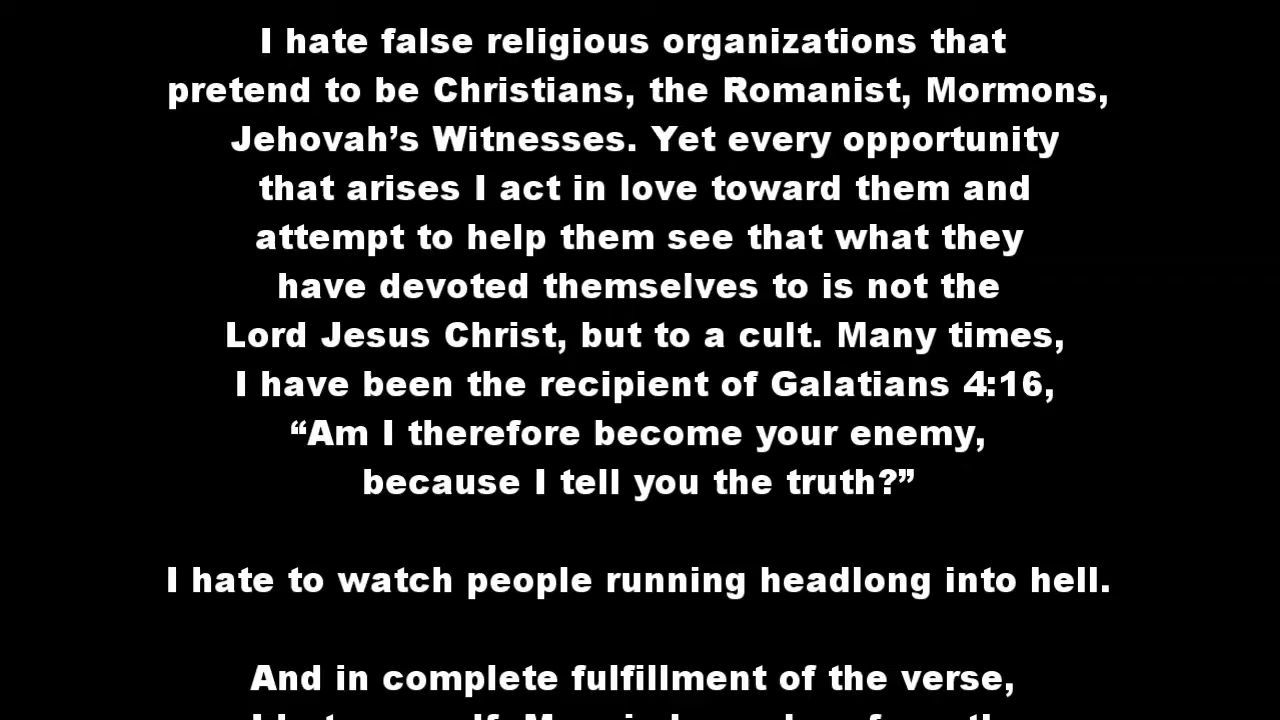 I hate false religious organizations that
pretend to be Christians, the Romanist, Mormons,
Jehovah’s Witnesses. Yet every opportunity
that arises I act in love toward them and
attempt to help them see that what they
have devoted themselves to is not the
Lord Jesus Christ, but to a cult. Many times,
I have been the recipient of Galatians 4:16,
“Am I therefore become your enemy,
because I tell you the truth?”
I hate to watch people running headlong into hell.
And in complete fulfillment of the verse,